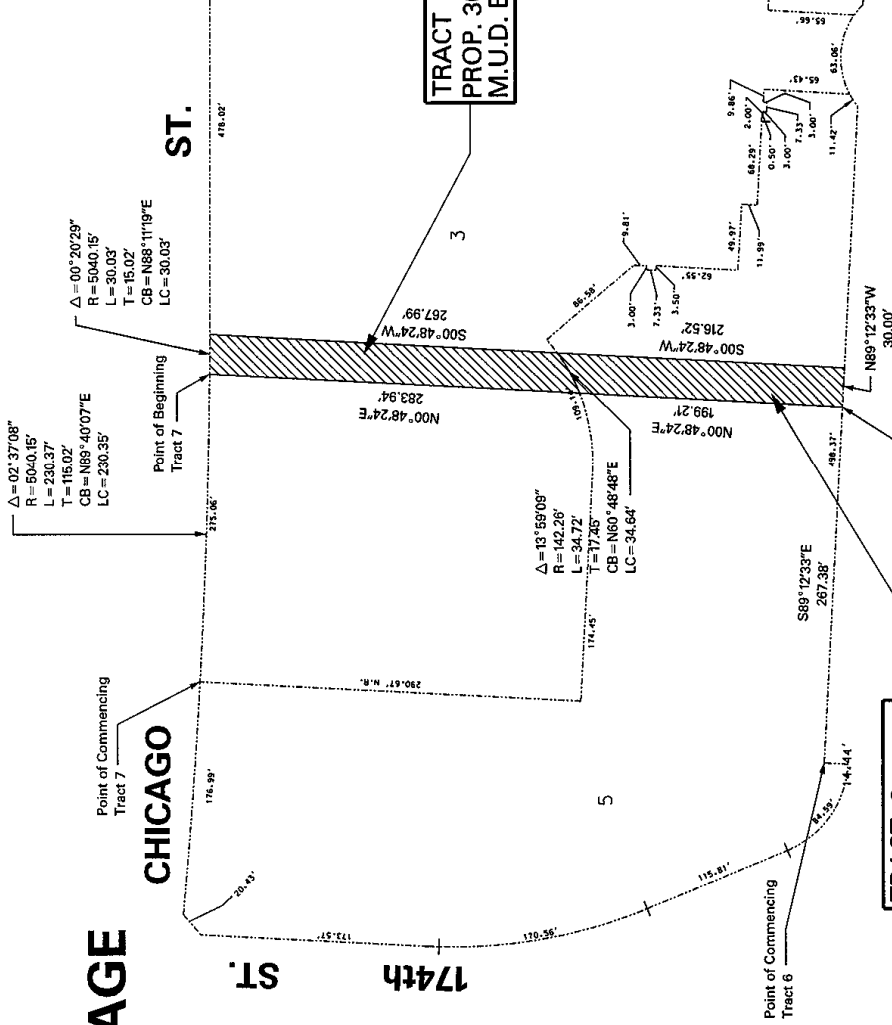 AGE
CHICAGO
ST.
174th
ST.
TRACT
PROP. 30
M.U.D. E
Δ=02°37'08"
R=5040.15'
L=230.37'
T=115.02'
CB=N89°40'07"E
LC=230.35'
Δ=00°20'29"
R=5040.15'
L=30.03'
T=15.02'
CB=N88°11'19"E
LC=30.03'
478.02'
Point of Beginning
Tract 7
275.06'
Point of Commencing
Tract 7
176.99'
20.43'
173.57'
170.56'
115.81'
84.59'
14.44'
290.67' N.R.
174.45'
N00°48'24"E
283.94'
S00°48'24"W
267.99'
3
N00°48'24"E
199.21'
S00°48'24"W
216.52'
Δ=13°59'09"
R=142.26'
L=34.72'
T=17.45'
CB=N60°48'48"E
LC=34.64'
86.58'
9.81'
3.00'
7.33'
3.50'
62.55'
49.97'
11.99'
68.29'
9.86'
2.00'
0.50'
3.00'
7.33'
3.00'
65.43'
11.42'
63.06'
65.66'
S89°12'33"E
267.38'
498.37'
N89°12'33"W
30.00'
5
Point of Commencing
Tract 6